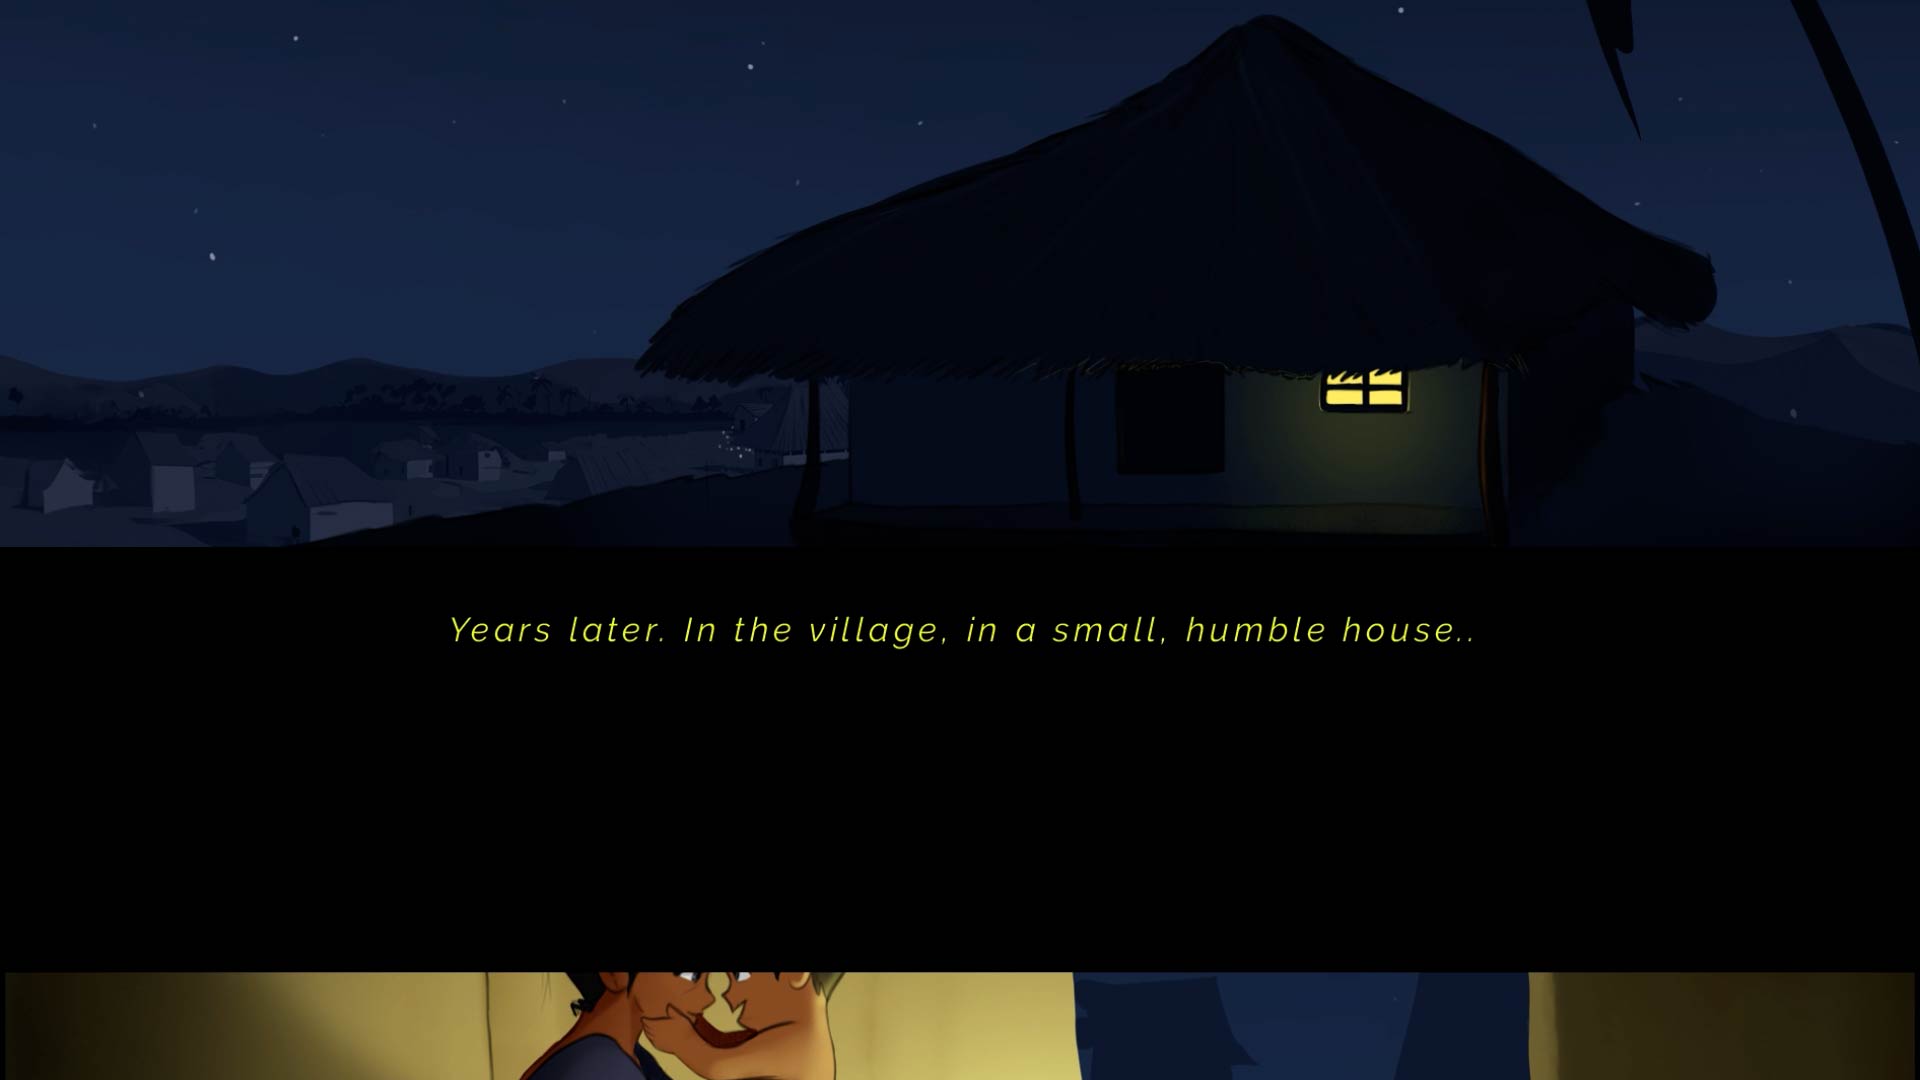 Years later. In the village, in a small, humble house..